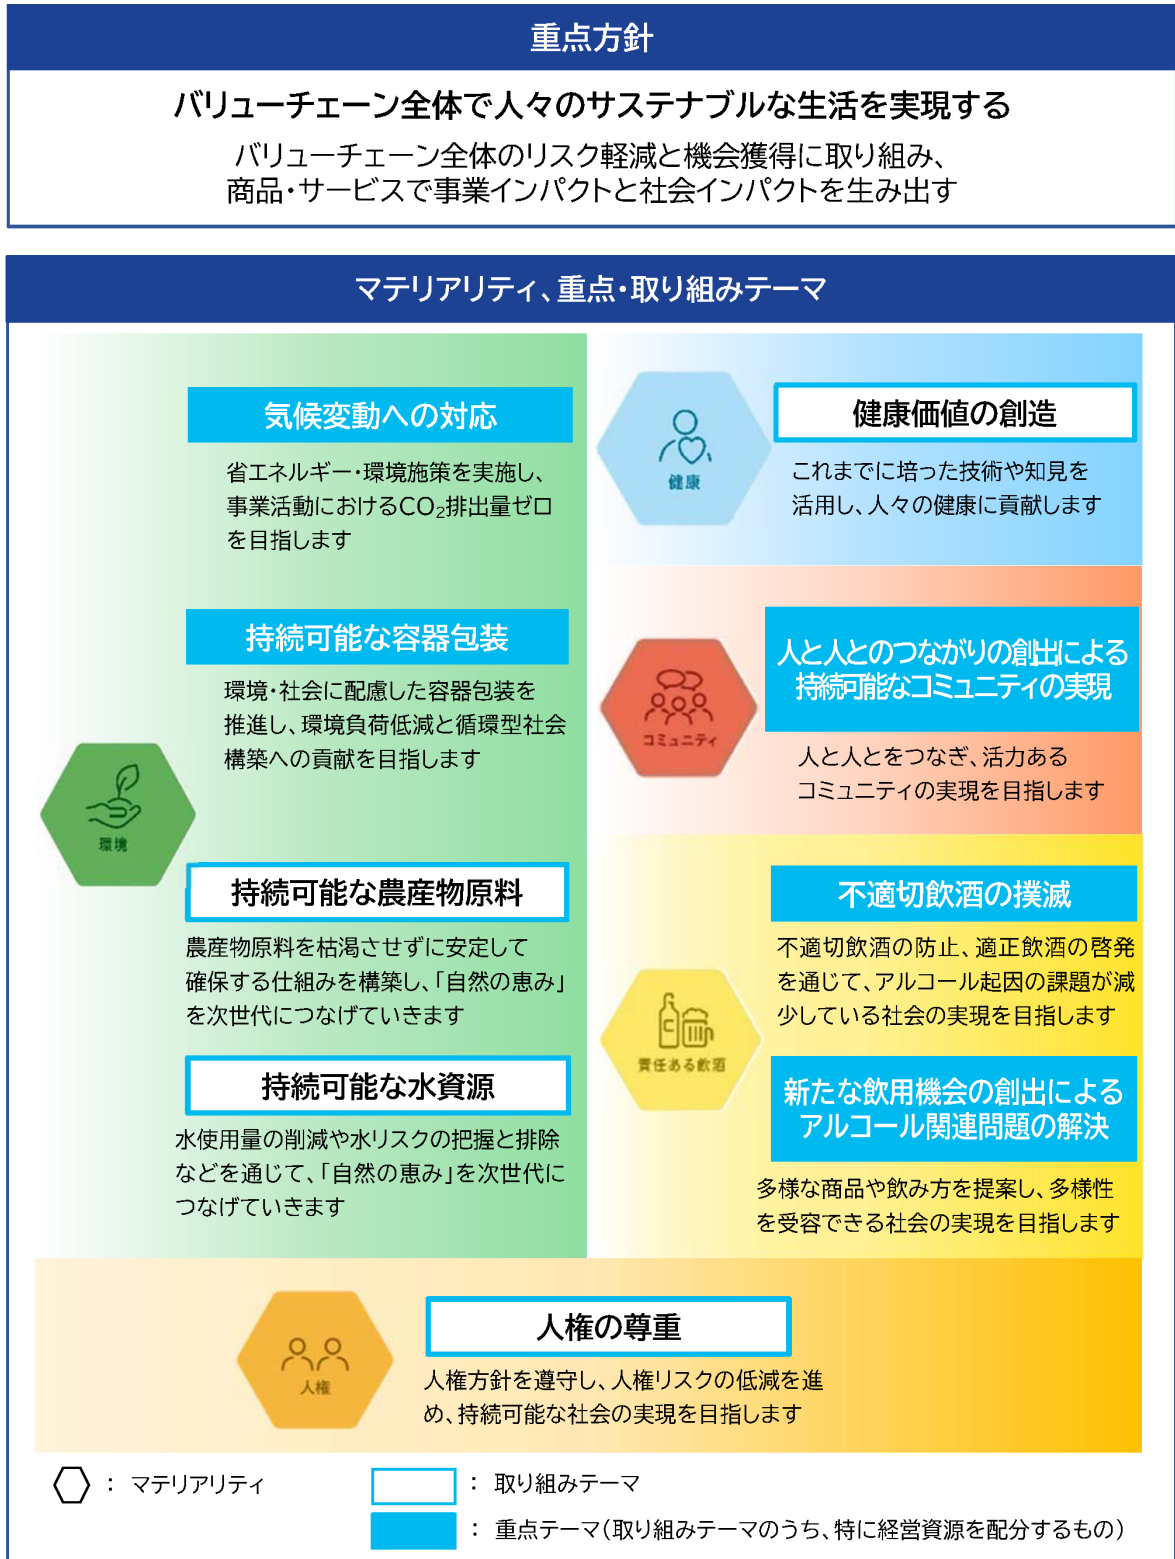 重点方針
バリューチェーン全体で人々のサステナブルな生活を実現する
バリューチェーン全体のリスク軽減と機会獲得に取り組み、
商品・サービスで事業インパクトと社会インパクトを生み出す
マテリアリティ、重点・取り組みテーマ
環境
気候変動への対応
省エネルギー・環境施策を実施し、
事業活動におけるCO₂排出量ゼロ
を目指します
持続可能な容器包装
環境・社会に配慮した容器包装を
推進し、環境負荷低減と循環型社会
構築への貢献を目指します
持続可能な農産物原料
農産物原料を枯渇させずに安定して
確保する仕組みを構築し、「自然の恵み」
を次世代につなげていきます
持続可能な水資源
水使用量の削減や水リスクの把握と排除
などを通じて、「自然の恵み」を次世代に
つなげていきます
健康
健康価値の創造
これまでに培った技術や知見を
活用し、人々の健康に貢献します
コミュニティ
人と人とのつながりの創出による
持続可能なコミュニティの実現
人と人とをつなぎ、活力ある
コミュニティの実現を目指します
責任ある飲酒
不適切飲酒の撲滅
不適切飲酒の防止、適正飲酒の啓発
を通じて、アルコール起因の課題が減
少している社会の実現を目指します
新たな飲用機会の創出による
アルコール関連問題の解決
多様な商品や飲み方を提案し、多様性
を受容できる社会の実現を目指します
人権
人権の尊重
人権方針を遵守し、人権リスクの低減を進
め、持続可能な社会の実現を目指します
： マテリアリティ
： 取り組みテーマ
： 重点テーマ(取り組みテーマのうち、特に経営資源を配分するもの)